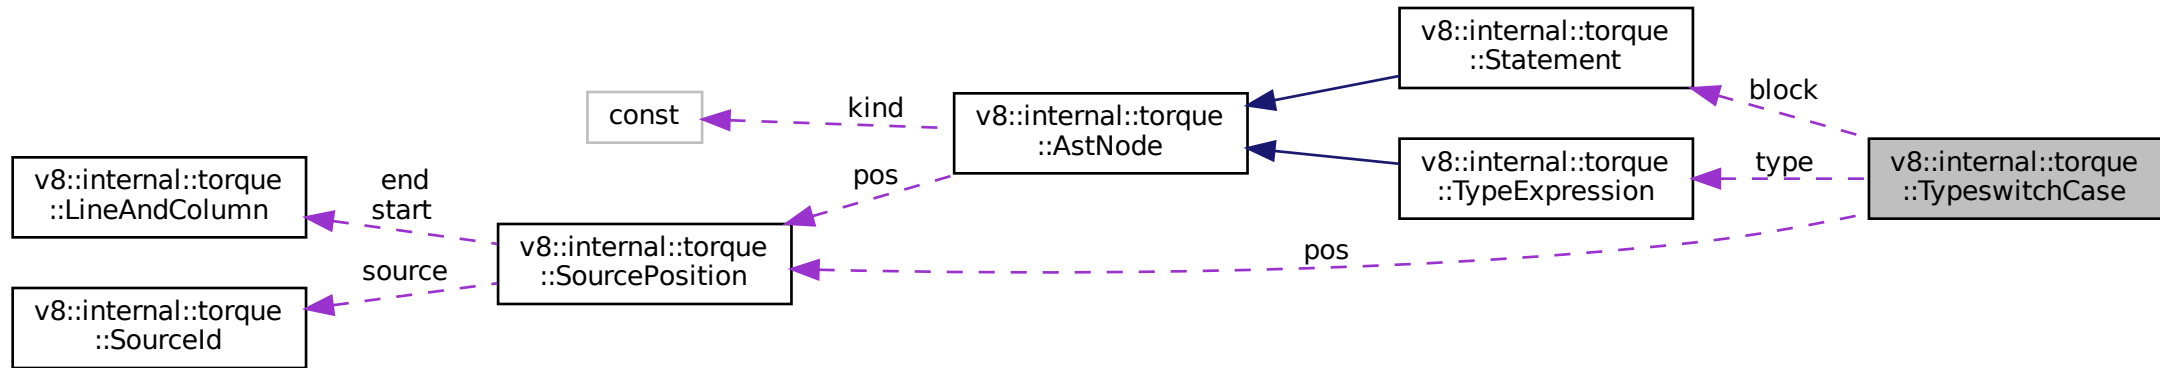 v8::internal::torque
::LineAndColumn
v8::internal::torque
::SourceId
end
start
source
v8::internal::torque
::SourcePosition
const
kind
pos
v8::internal::torque
::AstNode
v8::internal::torque
::Statement
v8::internal::torque
::TypeExpression
block
type
pos
v8::internal::torque
::TypeswitchCase